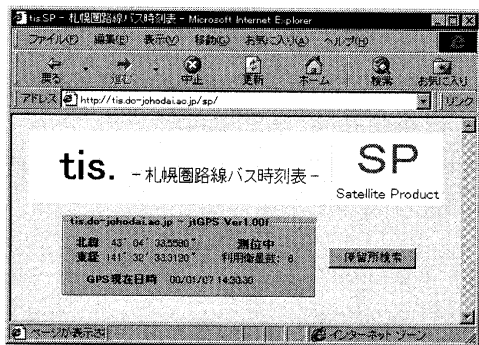 tis SP - 札幌圏路線バス時刻表 - Microsoft Internet Explorer
ファイル(F) 編集(E) 表示(V) 移動(G) お気に入り(A) ヘルプ(H)
戻る 進む 中止 更新 ホーム 検索 お気に入り
アドレス http://tis.do-johodai.ac.jp/sp/ リンク
tis. －札幌圏路線バス時刻表－ SP
Satellite Product
tis.do-johodai.ac.jp - jtGPS Ver1.00f
北緯 43° 04' 33.5580" 測位中
東経 141° 32' 33.3120" 利用衛星数: 6
停留所検索
GPS現在日時 00/01/07 14:30:30
ページが表示さ インターネット ゾーン